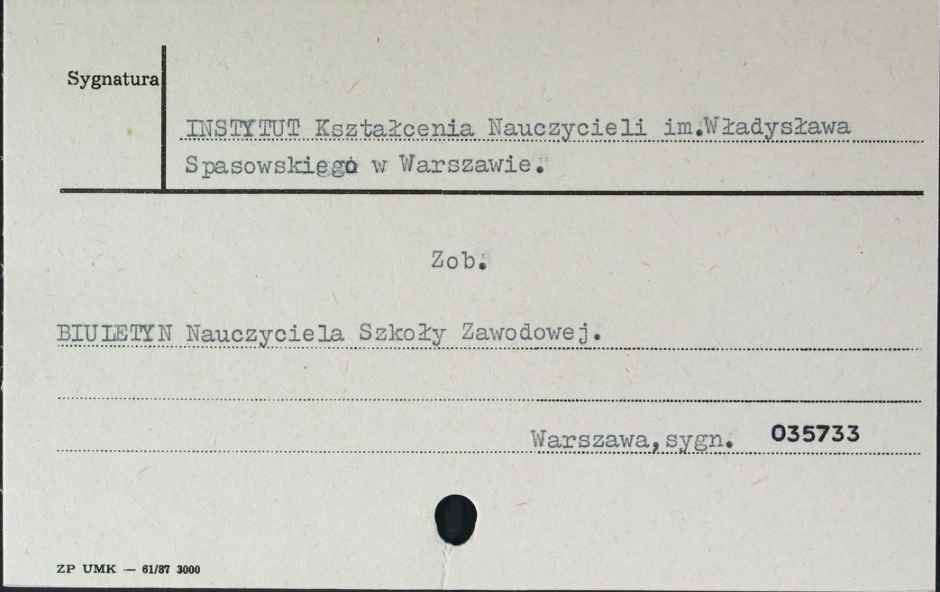 Sygnatura
INSTYTUT Kształcenia Nauczycieli im.Władysława
Spasowskiego w Warszawie.
Zob.
BIULETYN Nauczyciela Szkoły Zawodowej.
Warszawa,sygn. 035733
ZP UMK — 61/87 3000